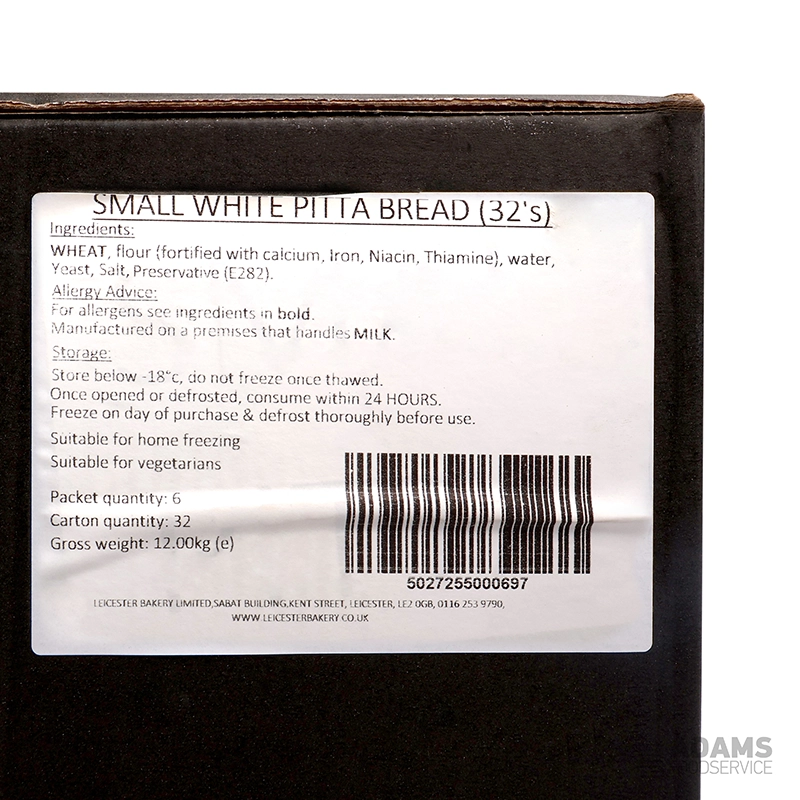 SMALL WHITE PITTA BREAD (32's)
Ingredients:
WHEAT, flour (fortified with calcium, Iron, Niacin, Thiamine), water,
Yeast, Salt, Preservative (E282).
Allergy Advice:
For allergens see ingredients in bold.
Manufactured on a premises that handles MILK.
Storage:
Store below -18°c, do not freeze once thawed.
Once opened or defrosted, consume within 24 HOURS.
Freeze on day of purchase & defrost thoroughly before use.
Suitable for home freezing
Suitable for vegetarians
Packet quantity: 6
Carton quantity: 32
Gross weight: 12.00kg (e)
5027255000697
LEICESTER BAKERY LIMITED,SABAT BUILDING,KENT STREET, LEICESTER, LE2 0GB, 0116 253 9790,
WWW.LEICESTERBAKERY.CO.UK